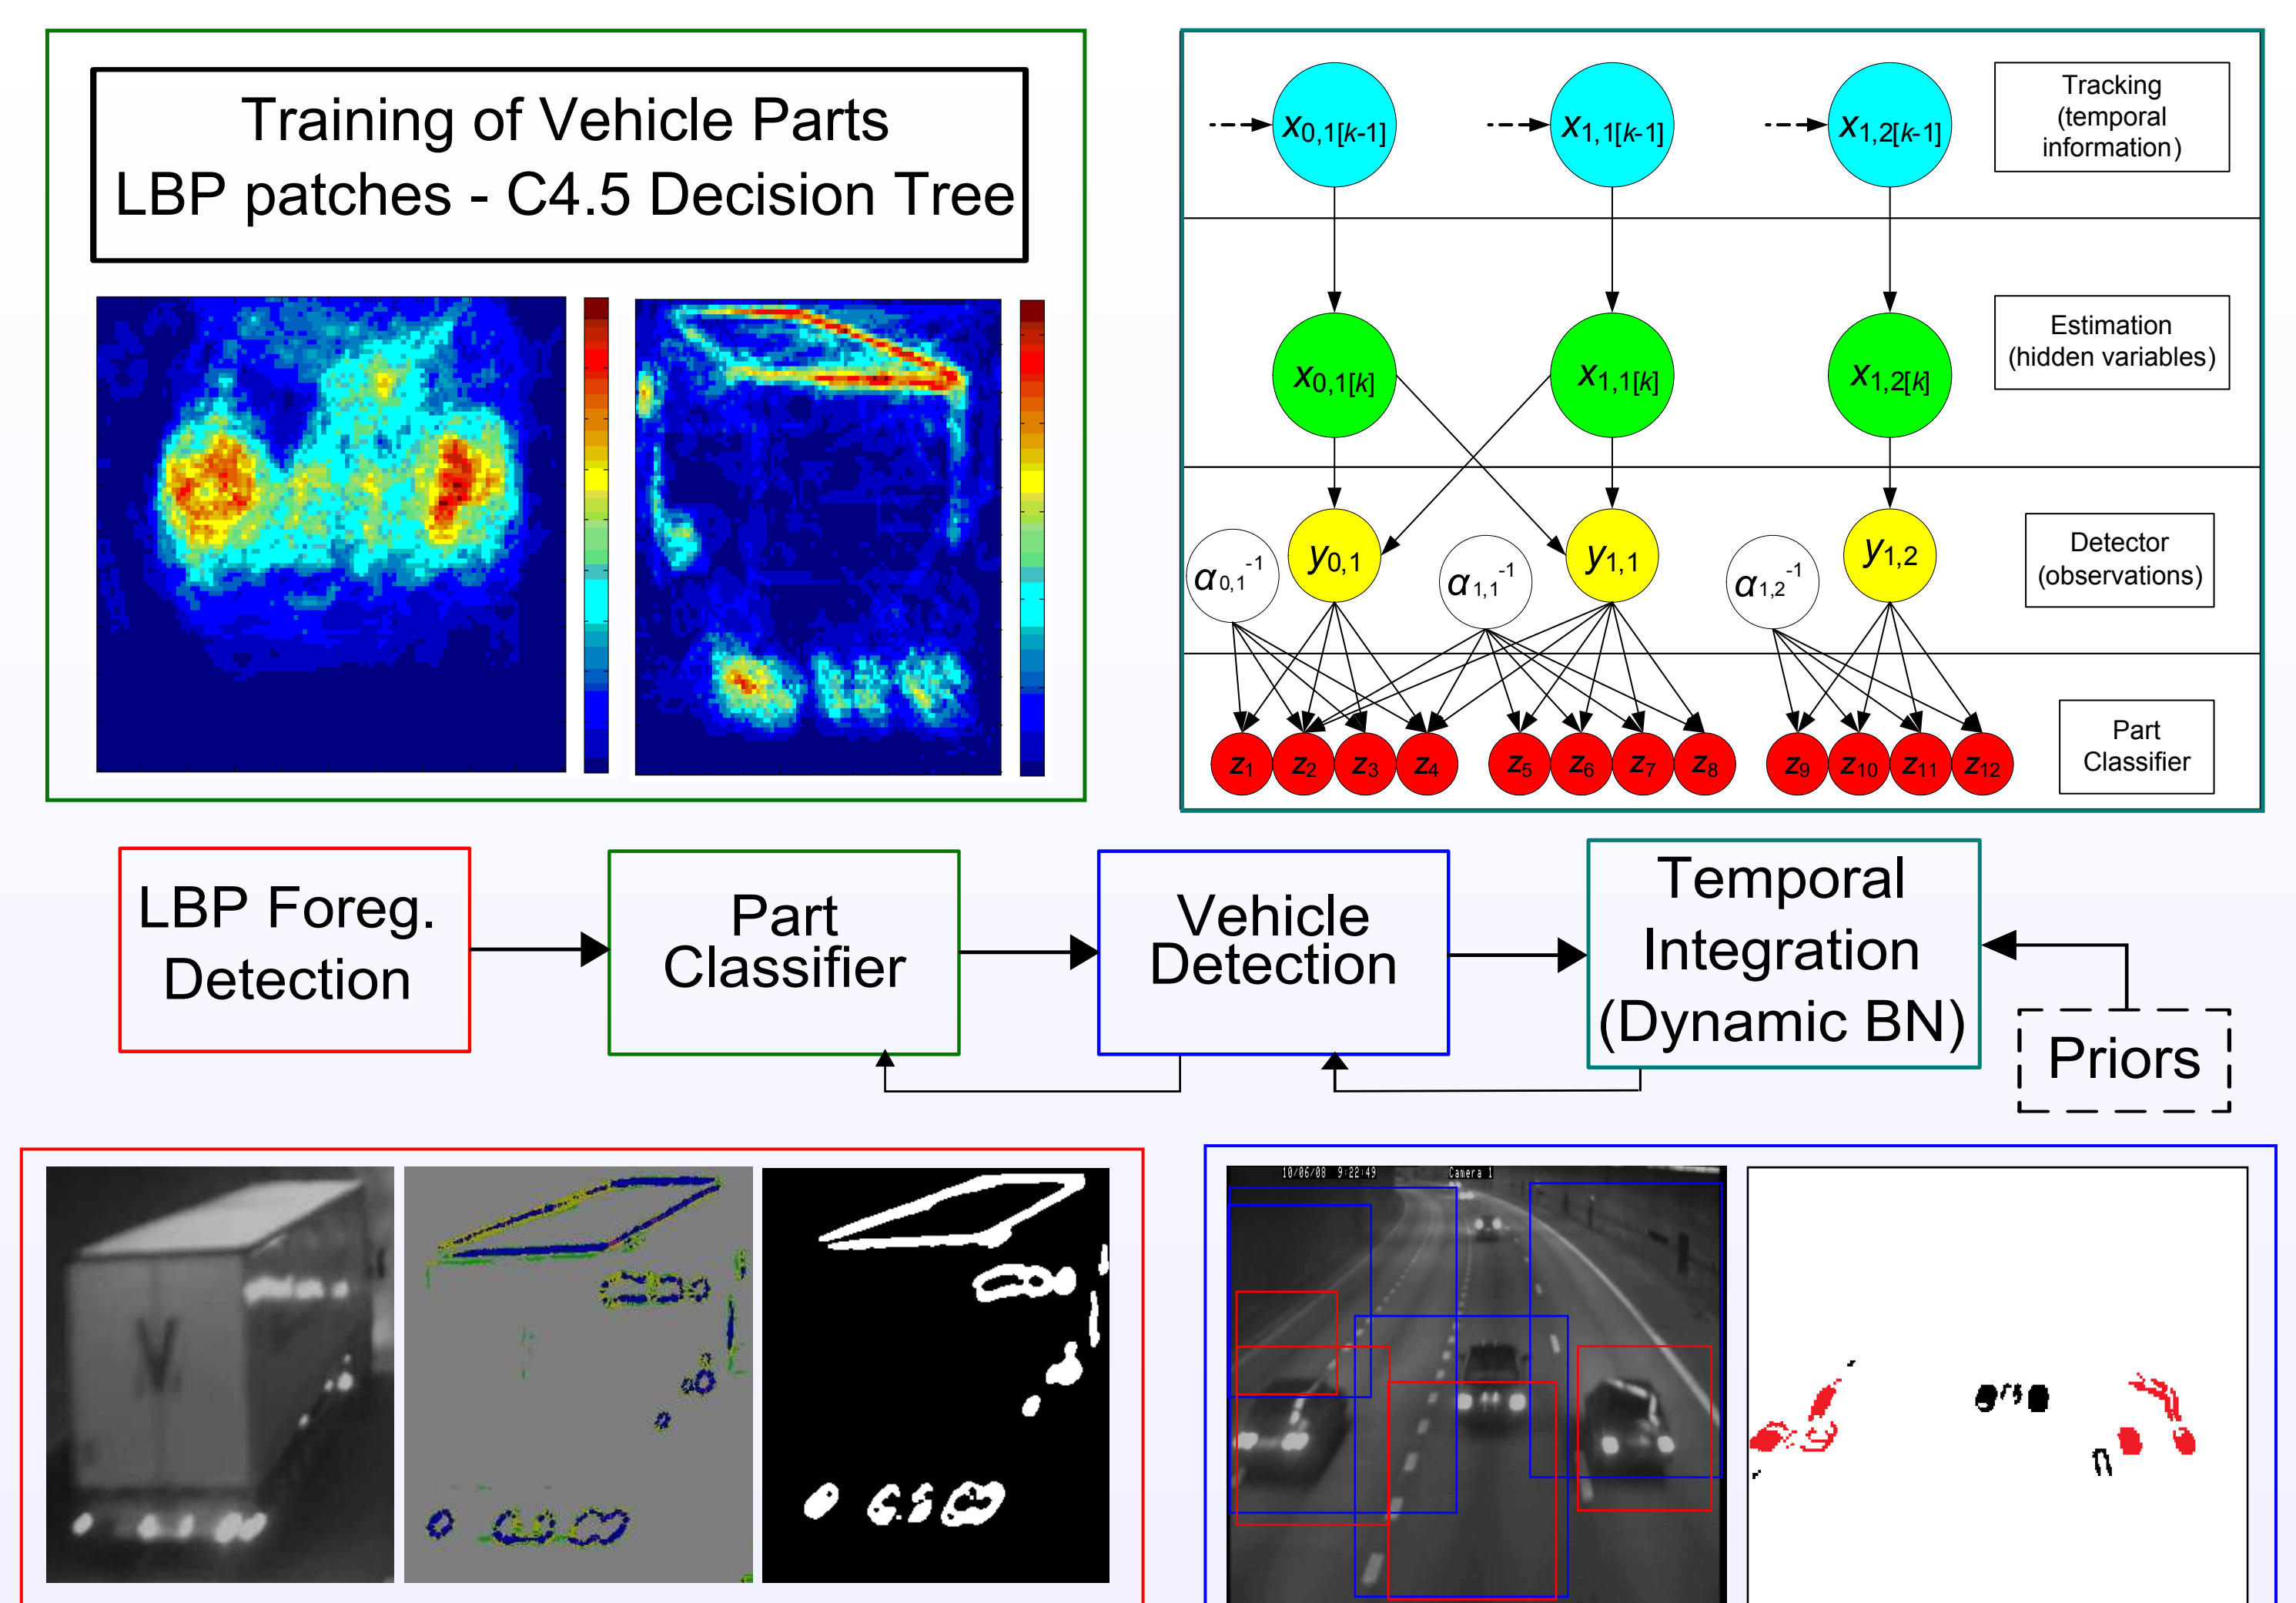 Training of Vehicle Parts
LBP patches - C4.5 Decision Tree
x0,1[k-1]
x1,1[k-1]
x1,2[k-1]
Tracking
(temporal
information)
x0,1[k]
x1,1[k]
x1,2[k]
Estimation
(hidden variables)
α0,1-1
y0,1
α1,1-1
y1,1
α1,2-1
y1,2
Detector
(observations)
z1
z2
z3
z4
z5
z6
z7
z8
z9
z10
z11
z12
Part
Classifier
LBP Foreg.
Detection
Part
Classifier
Vehicle
Detection
Temporal
Integration
(Dynamic BN)
Priors
10/06/08 9:22:49
Camera 1